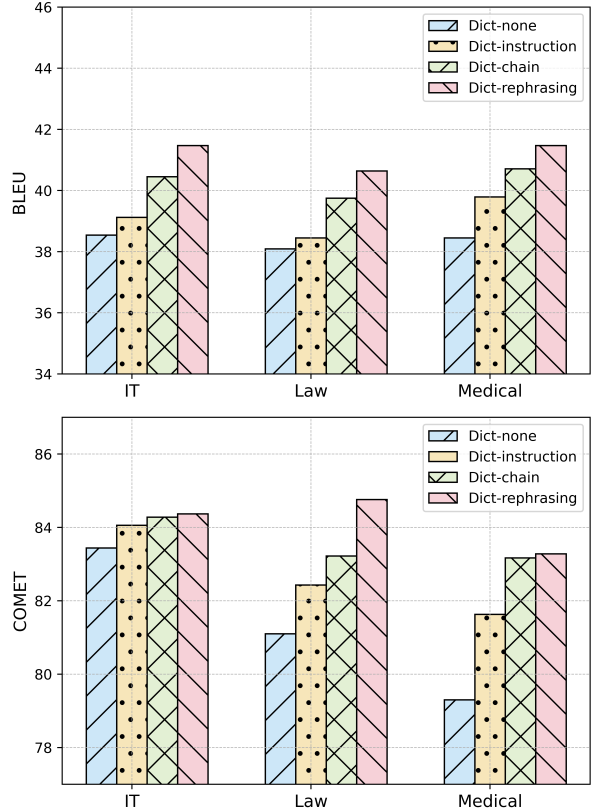 46
44
42
40
38
36
34
BLEU
Dict-none
Dict-instruction
Dict-chain
Dict-rephrasing
IT Law Medical
86
84
82
80
78
COMET
Dict-none
Dict-instruction
Dict-chain
Dict-rephrasing
IT Law Medical